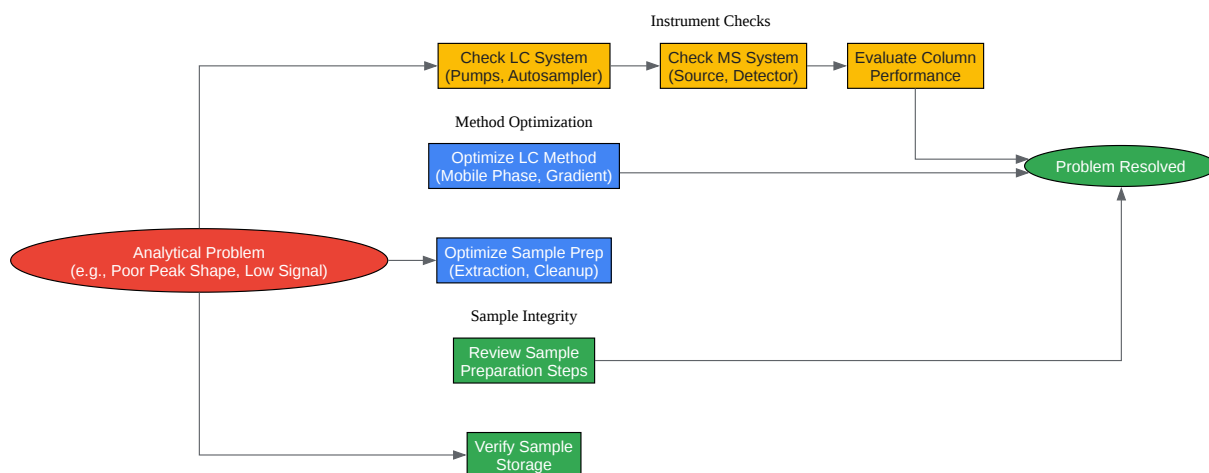 Instrument Checks
Check LC System
(Pumps, Autosampler)
Check MS System
(Source, Detector)
Evaluate Column
Performance
Method Optimization
Optimize LC Method
(Mobile Phase, Gradient)
Problem Resolved
Analytical Problem
(e.g., Poor Peak Shape, Low Signal)
Optimize Sample Prep
(Extraction, Cleanup)
Sample Integrity
Review Sample
Preparation Steps
Verify Sample
Storage